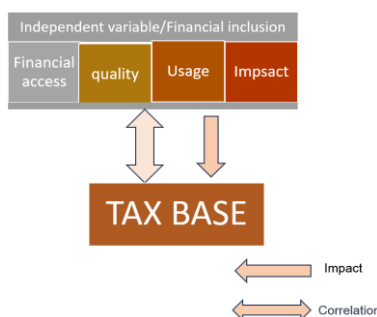 Independent variable/Financial inclusion
Financial access
quality
Usage
Impsact
TAX BASE
Impact
Correlation